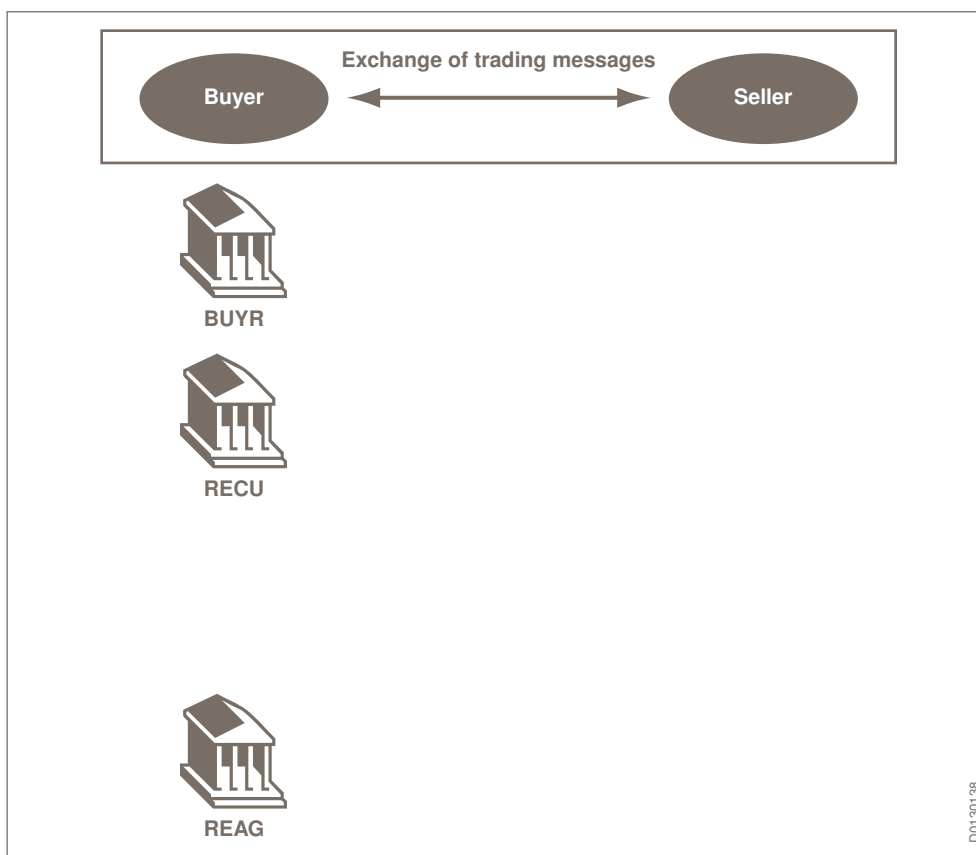 Exchange of trading messages
Buyer
Seller
BUYR
RECU
REAG
D0130138